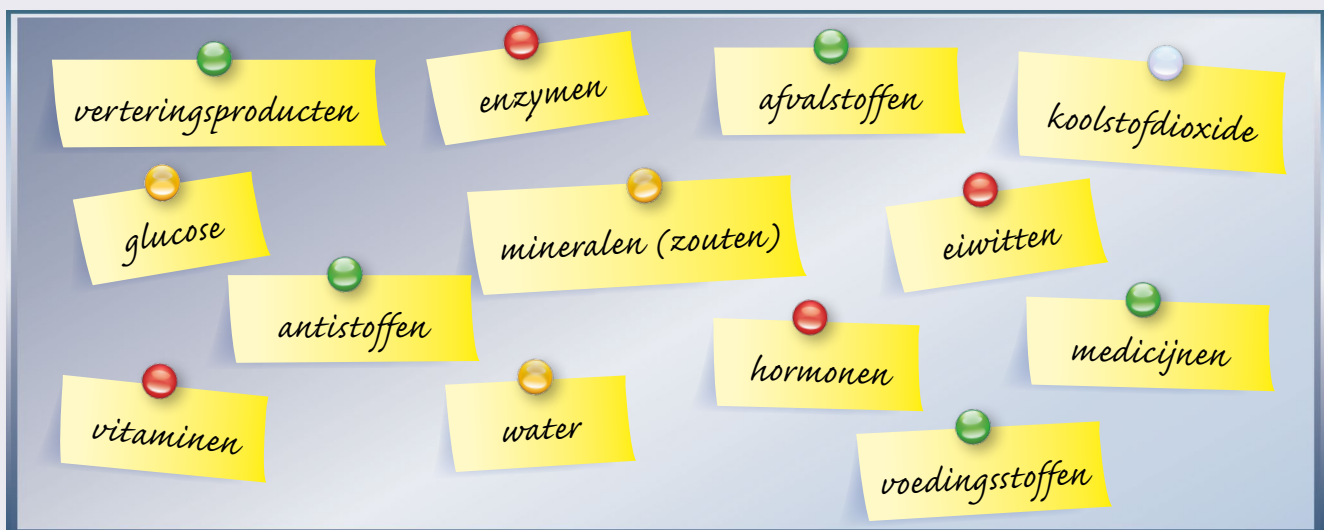 verteringsproducten
enzymen
afvalstoffen
koolstofdioxide
glucose
mineralen (zouten)
eiwitten
antistoffen
hormonen
medicijnen
vitaminen
water
voedingsstoffen